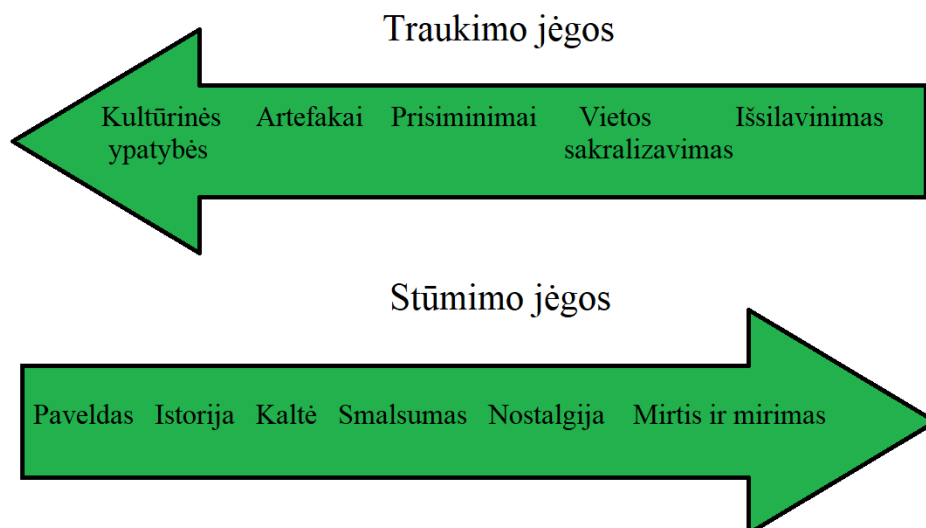 Traukimo jėgos
Kultūrinės Artefakai Prisiminimai Vietos Išsilavinimas
ypatybės sakralizavimas
Stūmimo jėgos
Paveldas Istorija Kaltė Smalsumas Nostalgija Mirtis ir mirimas